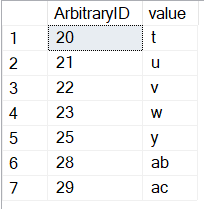 ArbitraryID value
1 20 t
2 21 u
3 22 v
4 23 w
5 25 y
6 28 ab
7 29 ac